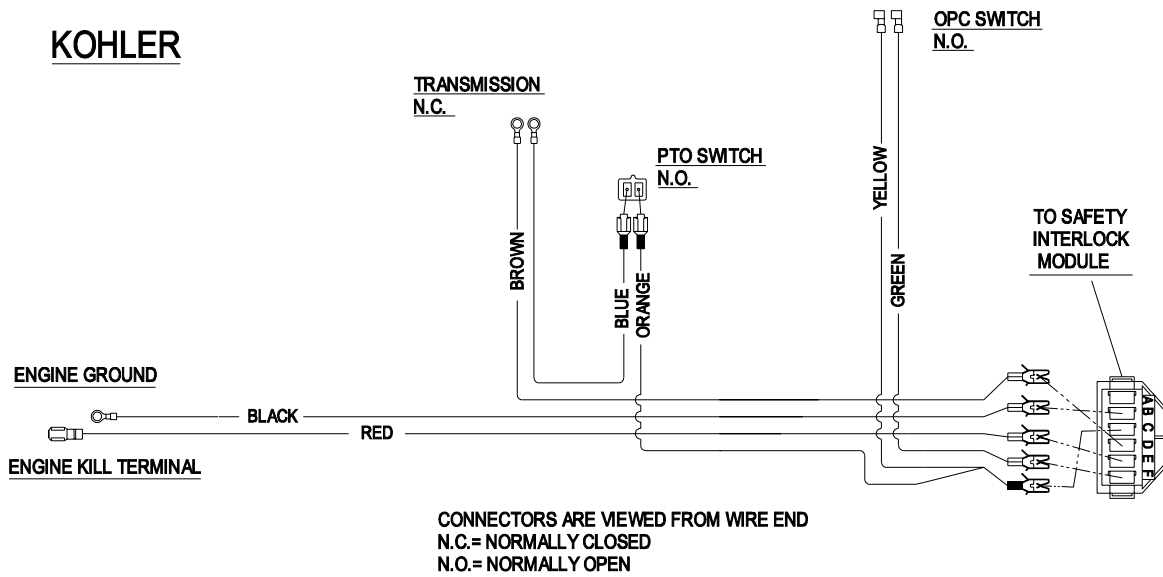 KOHLER
OPC SWITCH
N.O.
TRANSMISSION
N.C.
PTO SWITCH
N.O.
YELLOW
GREEN
BROWN
BLUE
ORANGE
TO SAFETY
INTERLOCK
MODULE
ENGINE GROUND
BLACK
RED
ENGINE KILL TERMINAL
A
B
C
D
E
F
CONNECTORS ARE VIEWED FROM WIRE END
N.C.= NORMALLY CLOSED
N.O.= NORMALLY OPEN